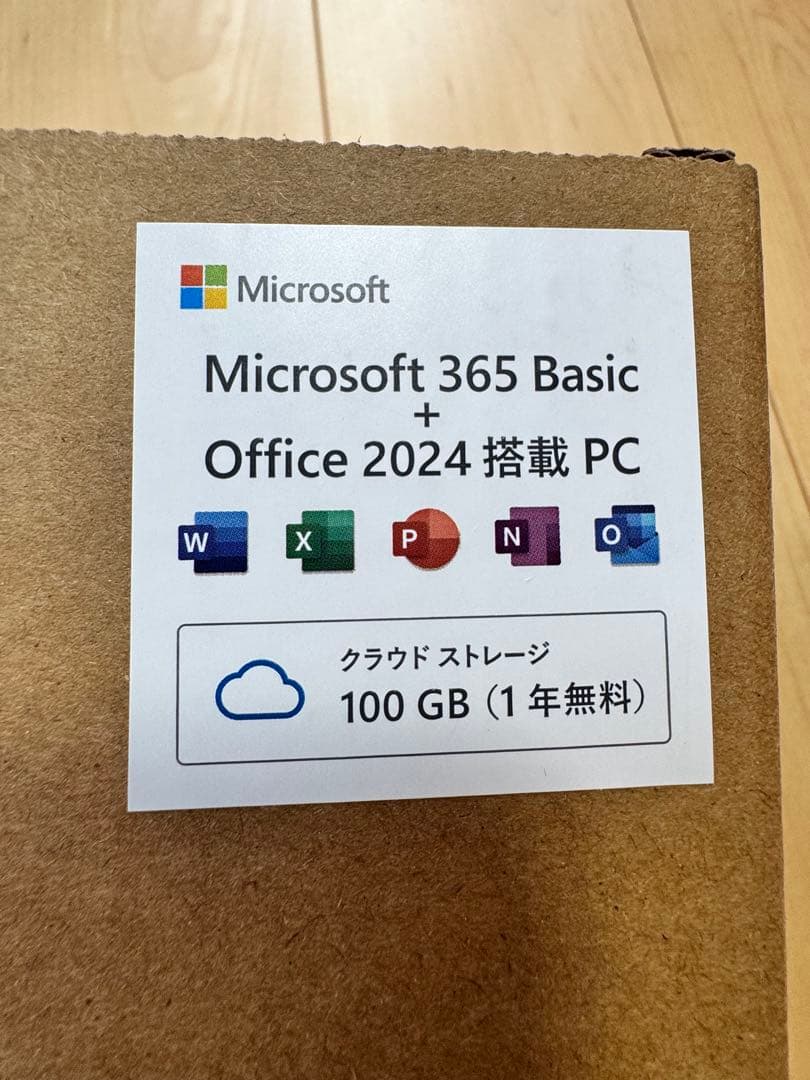 Microsoft
Microsoft 365 Basic
+
Office 2024 搭載 PC
W X P N O
クラウド ストレージ
100 GB（1 年無料）